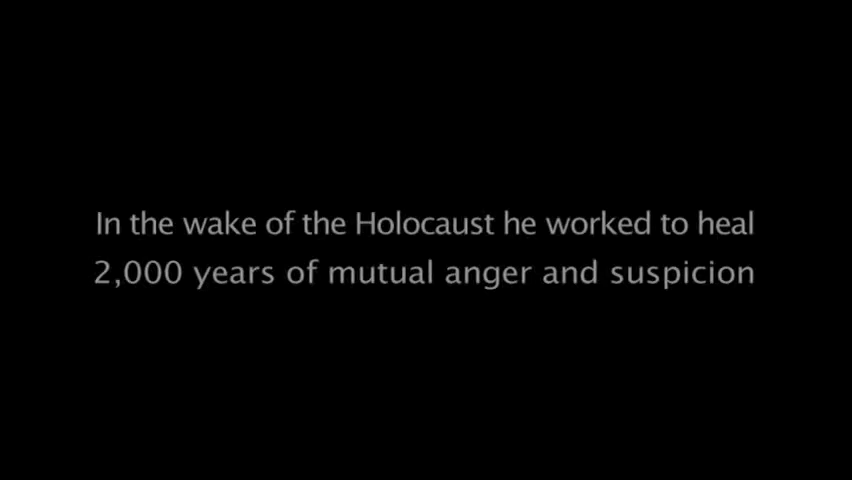 In the wake of the Holocaust he worked to heal
2,000 years of mutual anger and suspicion